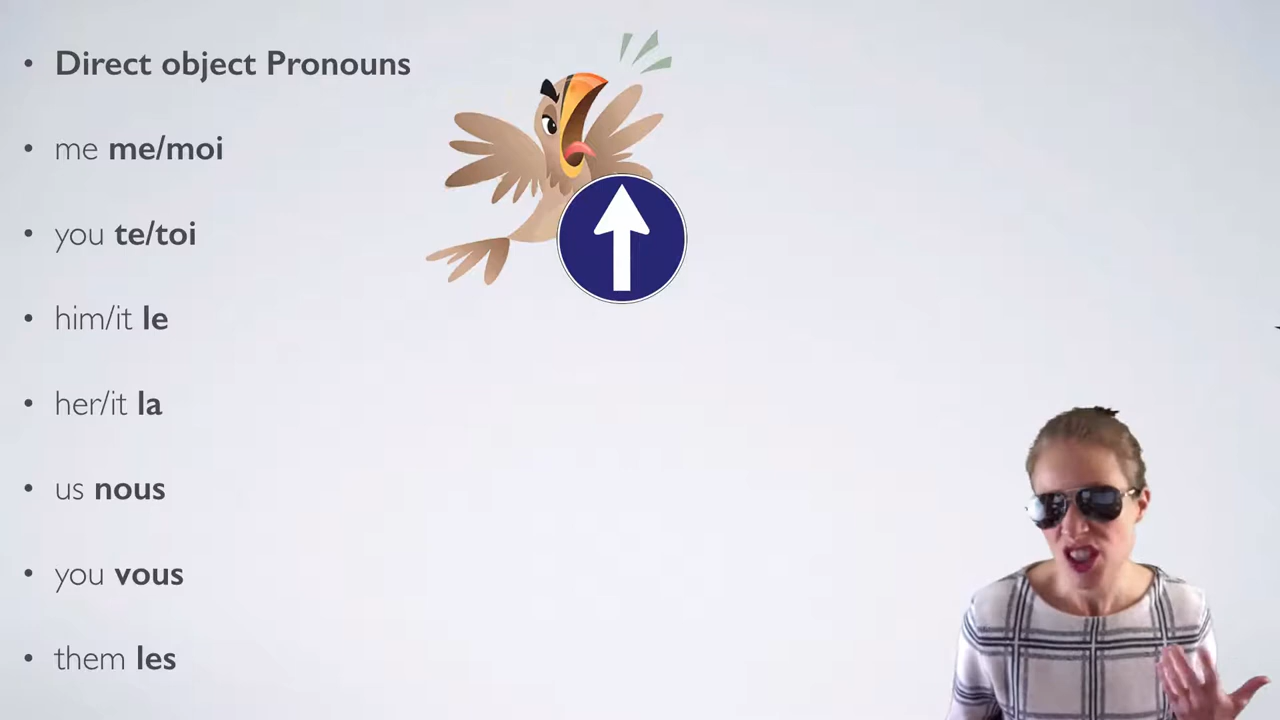 • Direct object Pronouns
• me me/moi
• you te/toi
• him/it le
• her/it la
• us nous
• you vous
• them les